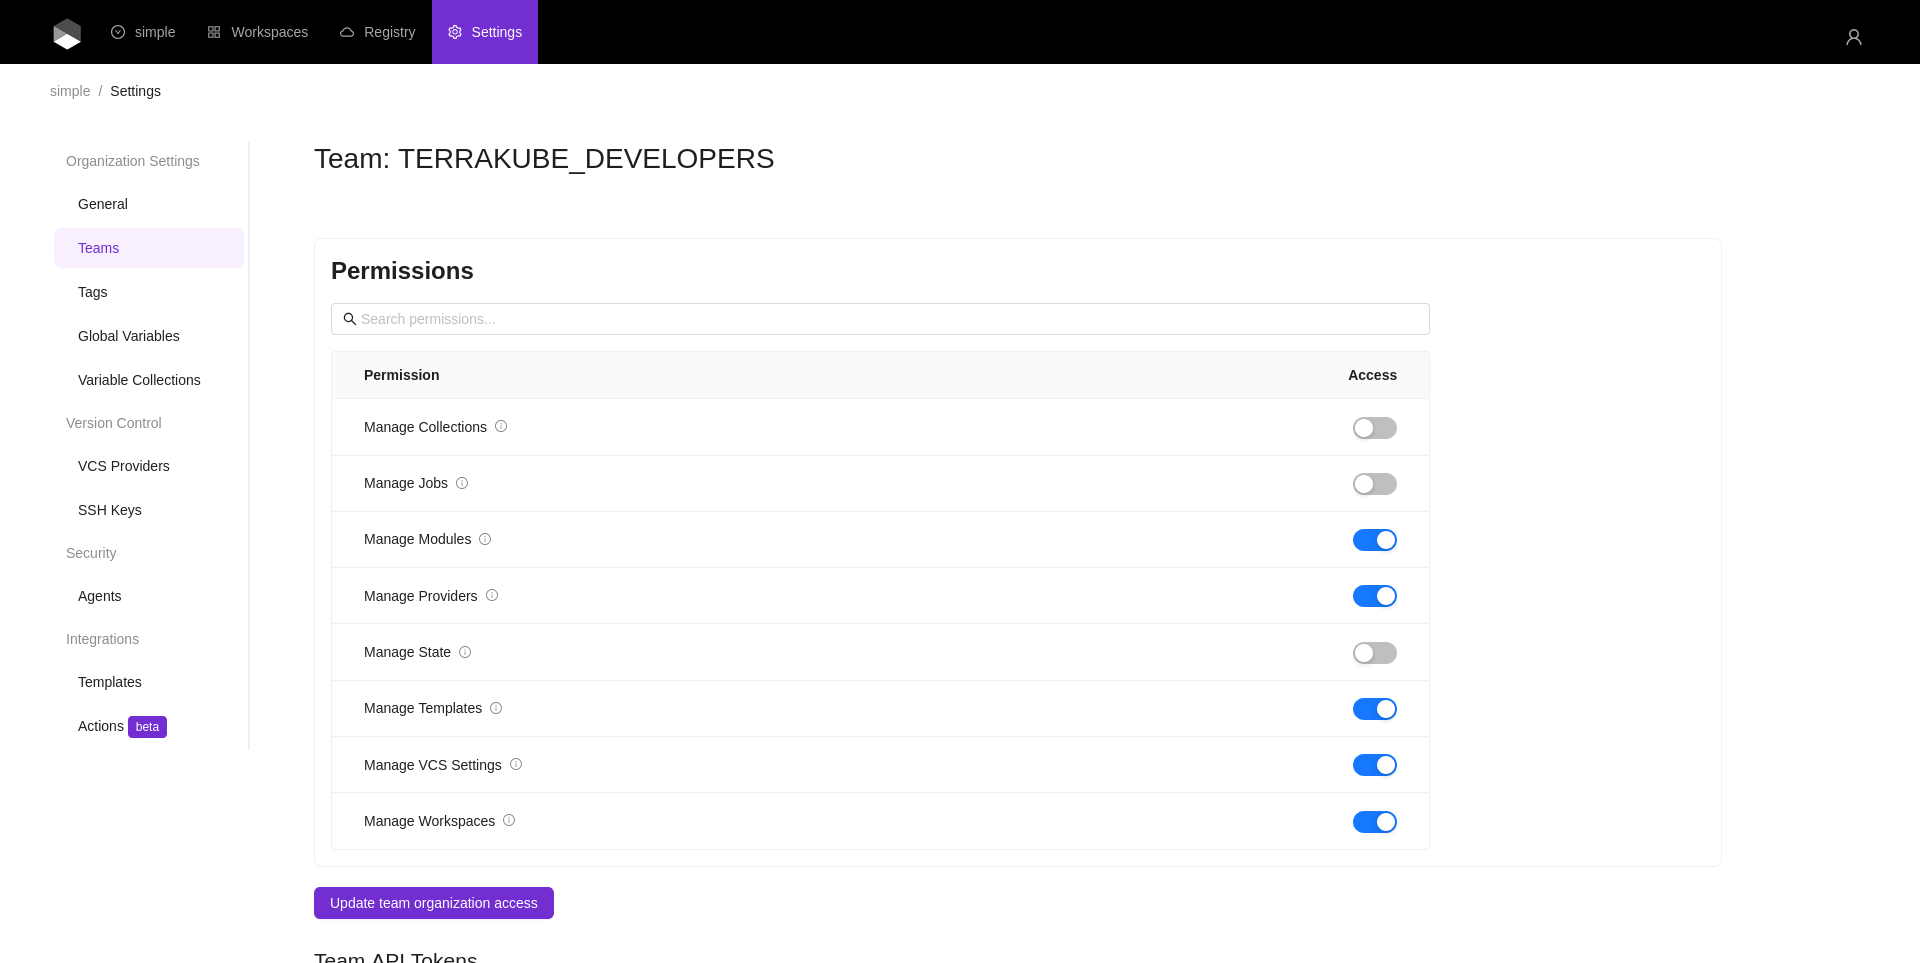 simple
Workspaces
Registry
Settings
simple / Settings
Organization Settings
General
Teams
Tags
Global Variables
Variable Collections
Version Control
VCS Providers
SSH Keys
Security
Agents
Integrations
Templates
Actions beta
Team: TERRAKUBE_DEVELOPERS
Permissions
Search permissions...
Permission Access
Manage Collections
Manage Jobs
Manage Modules
Manage Providers
Manage State
Manage Templates
Manage VCS Settings
Manage Workspaces
Update team organization access
Team API Tokens